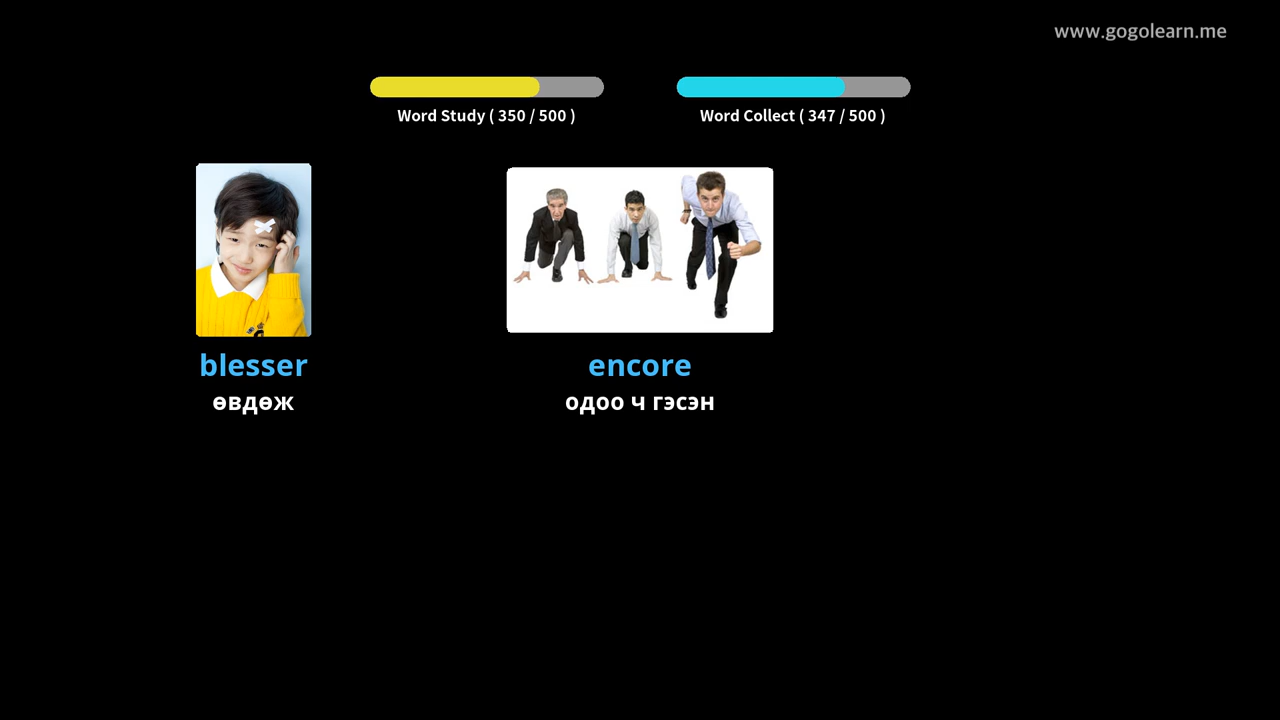 www.gogolearn.me
Word Study ( 350 / 500 )
Word Collect ( 347 / 500 )
blesser
өвдөж
encore
одоо ч гэсэн